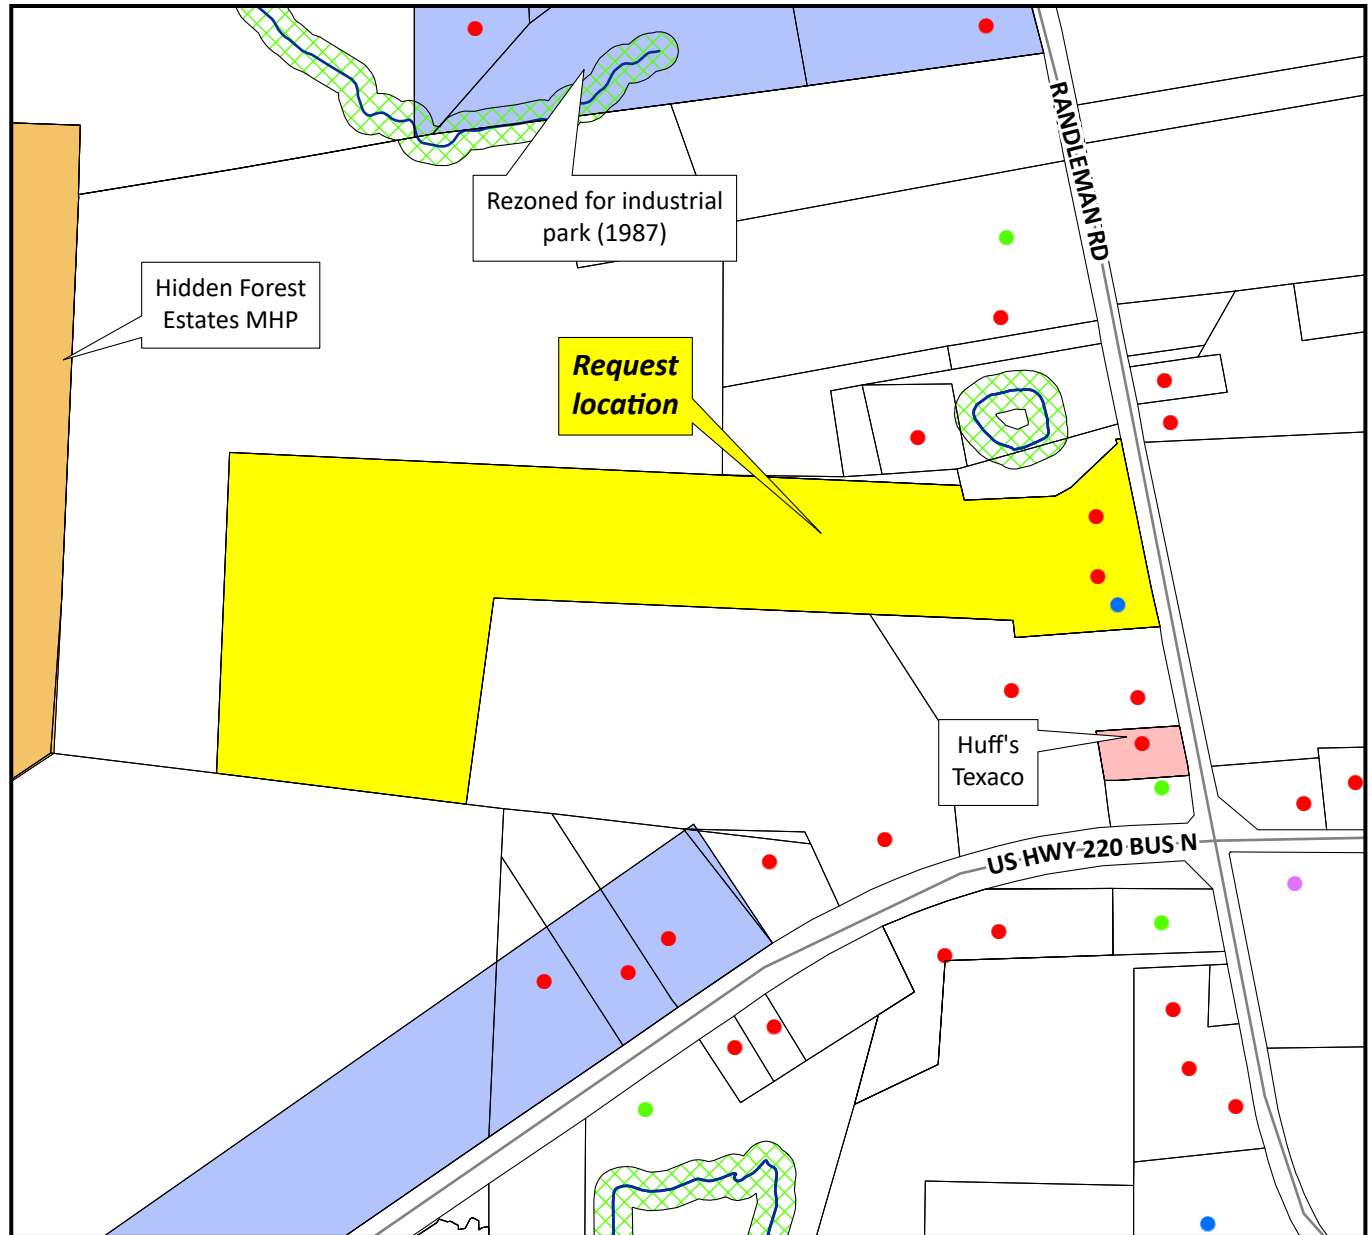 RANDLEMAN RD
Rezoned for industrial
park (1987)
Hidden Forest
Estates MHP
Request
location
Huff's
Texaco
US HWY 220 BUS N